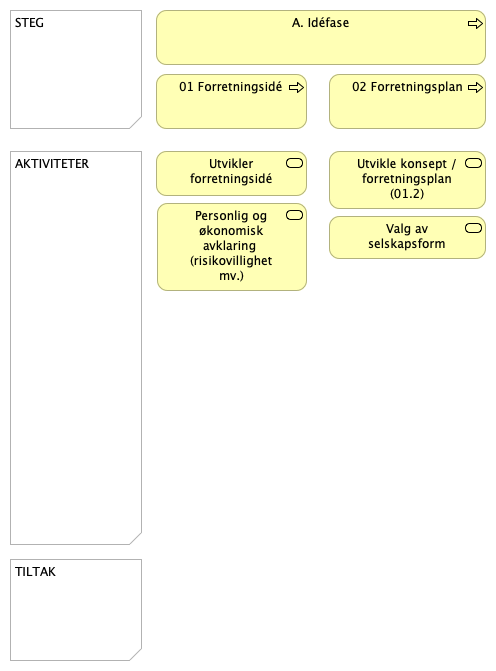 STEG
A. Idéfase
01 Forretningsidé
02 Forretningsplan
AKTIVITETER
Utvikler
forretningsidé
Utvikle konsept /
forretningsplan
(01.2)
Personlig og
økonomisk
avklaring
(risikovillighet
mv.)
Valg av
selskapsform
TILTAK